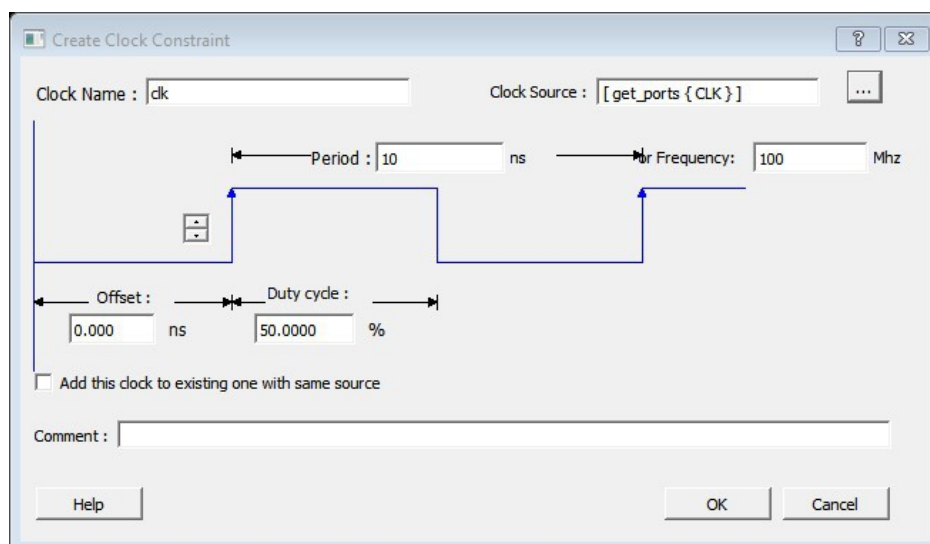 Create Clock Constraint
Clock Name : clk Clock Source : [ get_ports { CLK } ] ...
Period : 10 ns or Frequency: 100 Mhz
Offset : Duty cycle :
0.000 ns 50.0000 %
Add this clock to existing one with same source
Comment :
Help OK Cancel